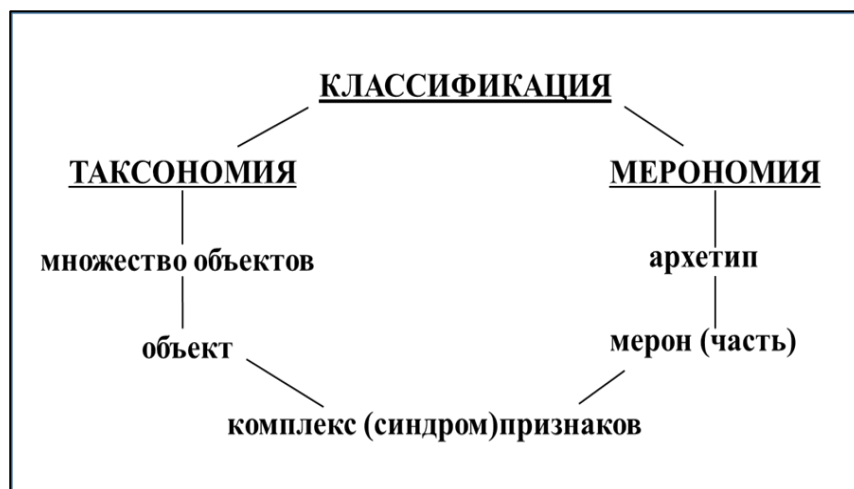 КЛАССИФИКАЦИЯ
ТАКСОНОМИЯ
МЕРОНОМИЯ
множество объектов
архетип
объект
мерон (часть)
комплекс (синдром)признаков